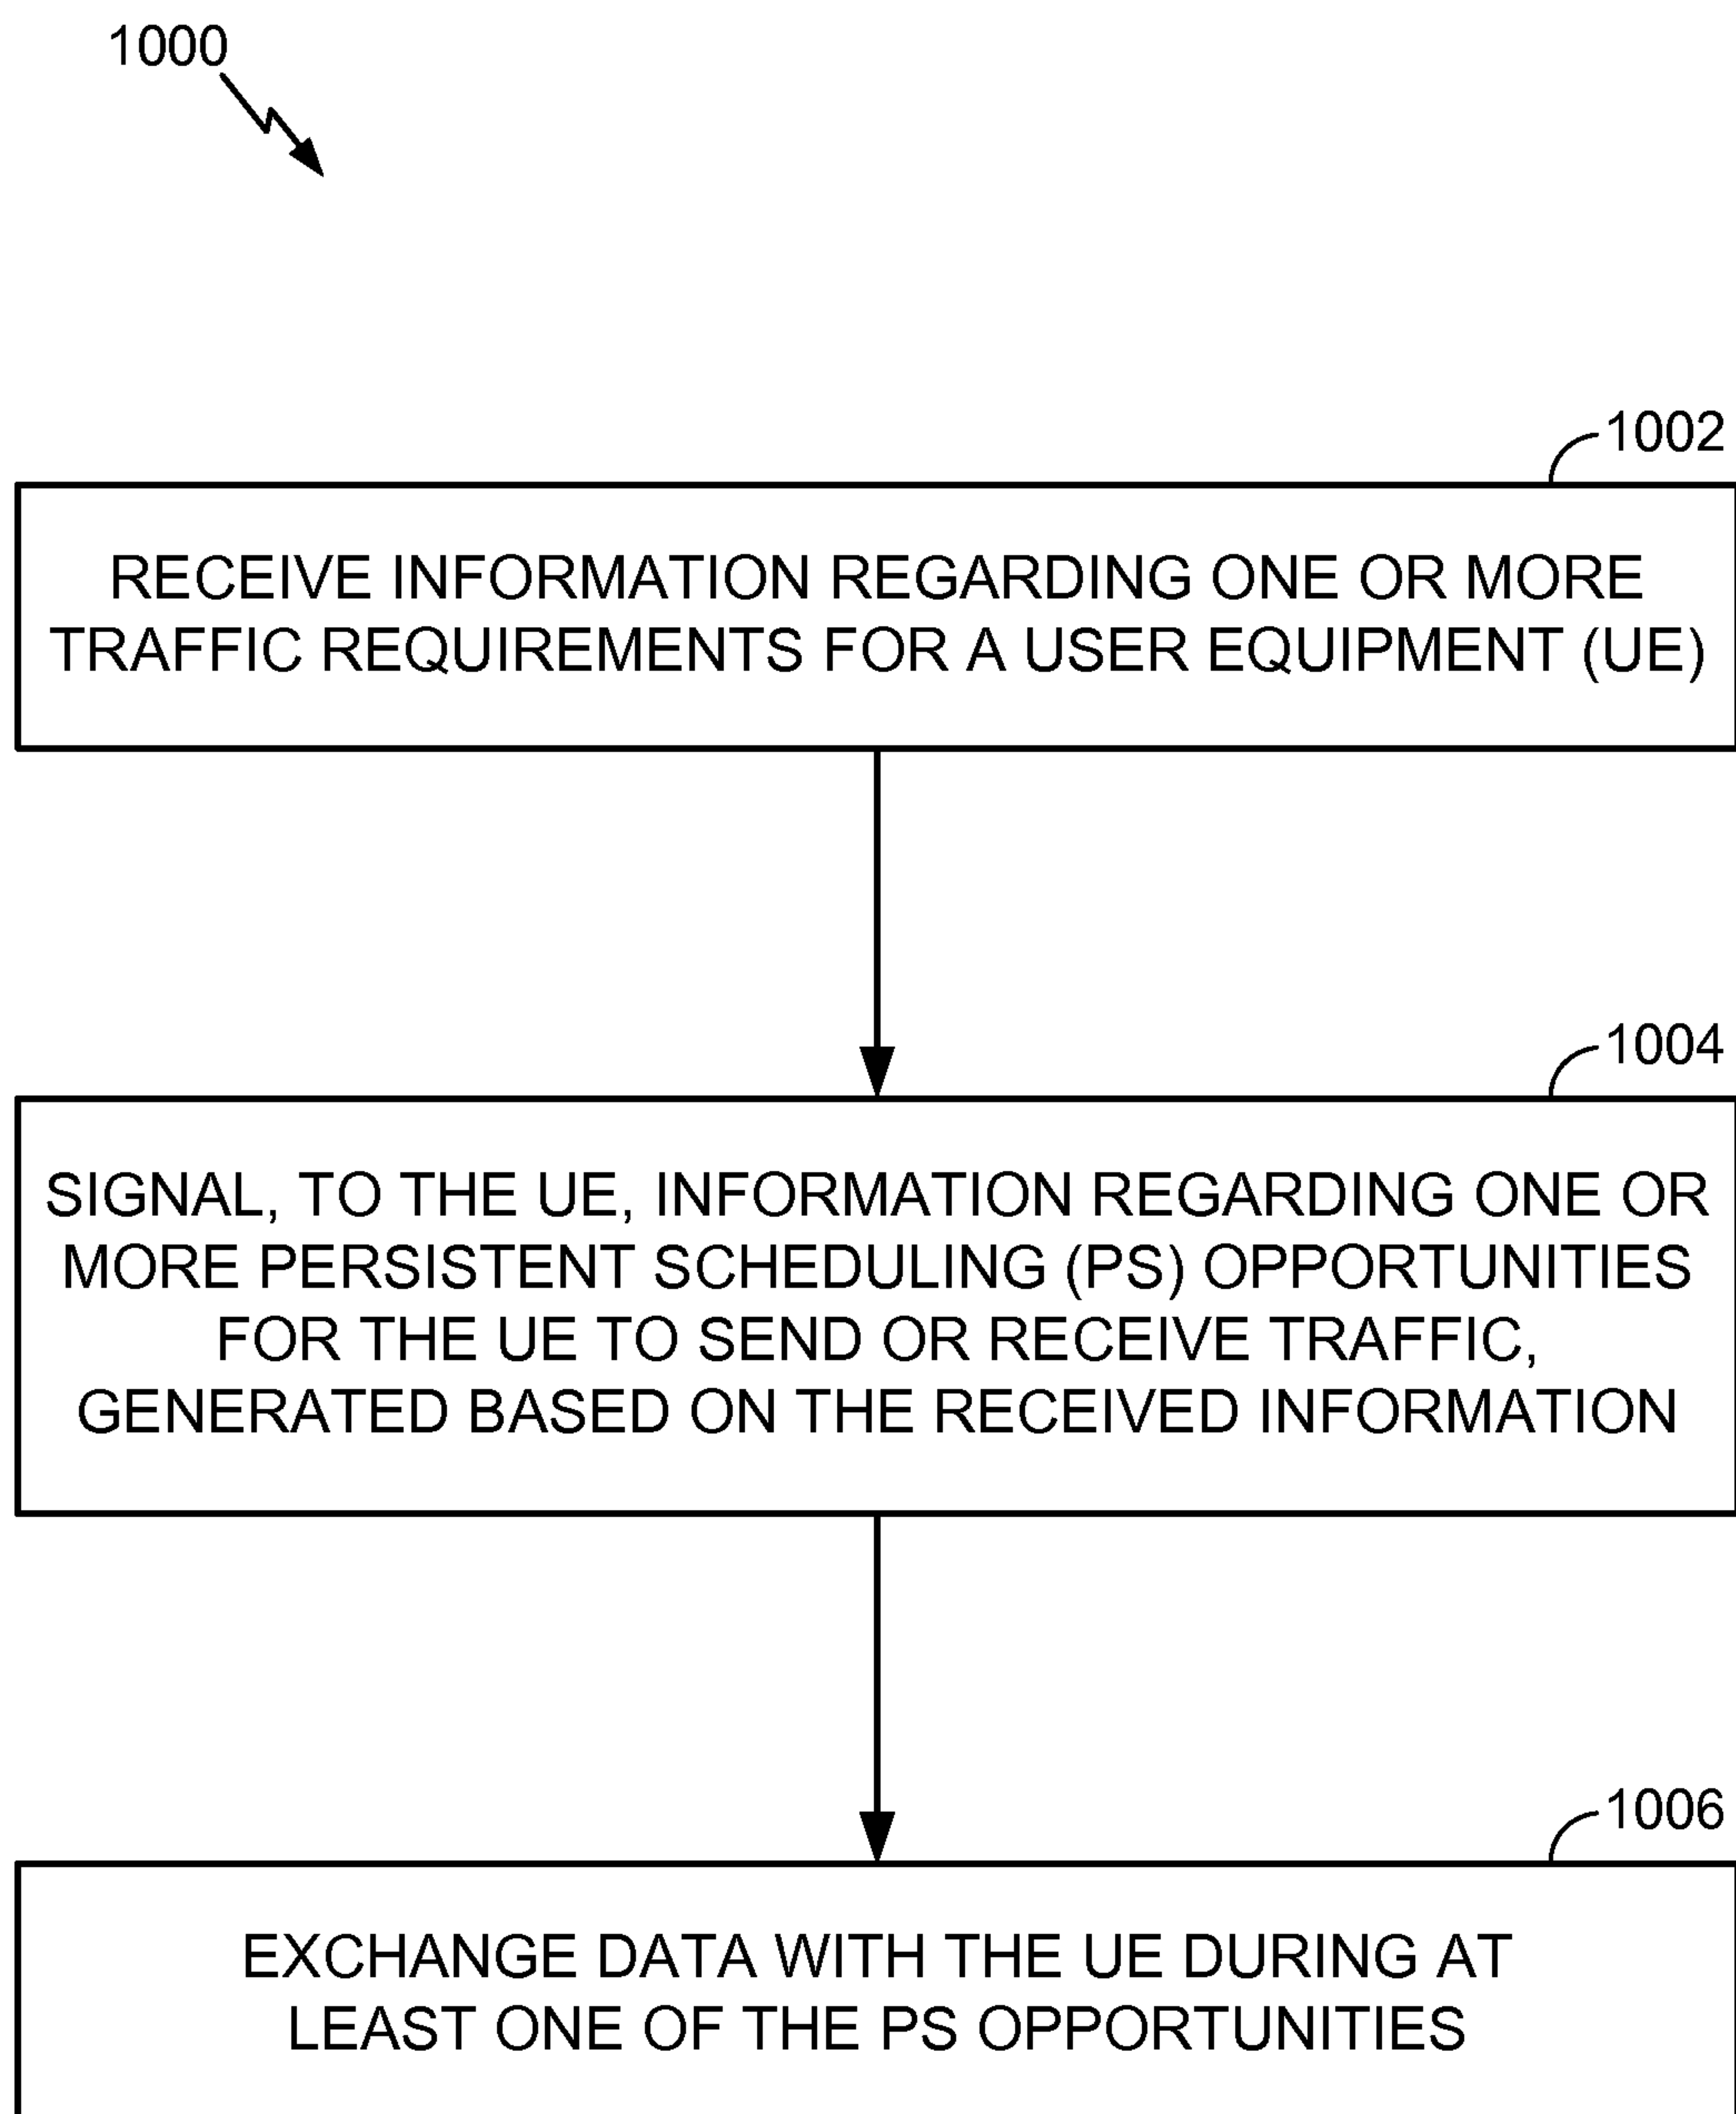 1000
1002
RECEIVE INFORMATION REGARDING ONE OR MORE
TRAFFIC REQUIREMENTS FOR A USER EQUIPMENT (UE)
1004
SIGNAL, TO THE UE, INFORMATION REGARDING ONE OR
MORE PERSISTENT SCHEDULING (PS) OPPORTUNITIES
FOR THE UE TO SEND OR RECEIVE TRAFFIC,
GENERATED BASED ON THE RECEIVED INFORMATION
1006
EXCHANGE DATA WITH THE UE DURING AT
LEAST ONE OF THE PS OPPORTUNITIES